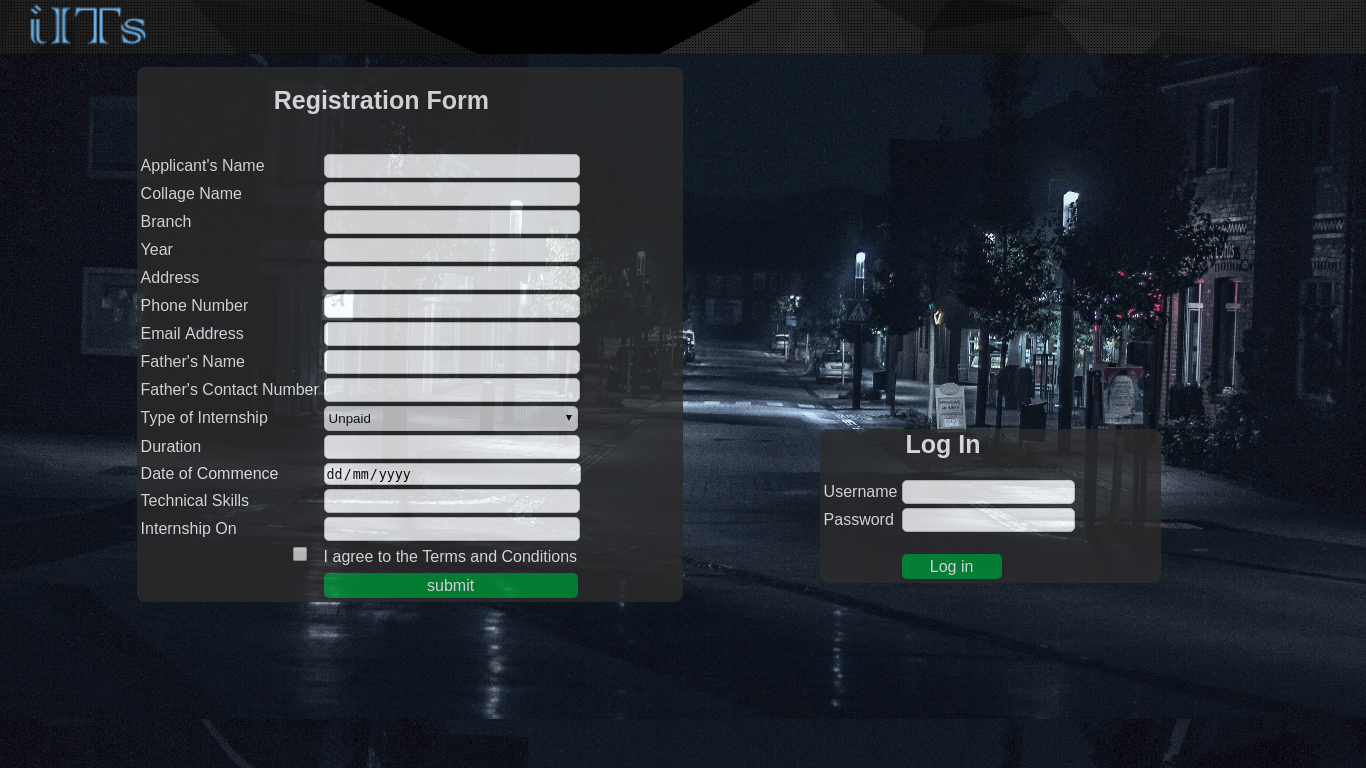 iITs
Registration Form
Applicant's Name
Collage Name
Branch
Year
Address
Phone Number
Email Address
Father's Name
Father's Contact Number
Type of Internship Unpaid
Duration
Date of Commence dd/mm/yyyy
Technical Skills
Internship On
I agree to the Terms and Conditions
submit
Log In
Username
Password
Log in